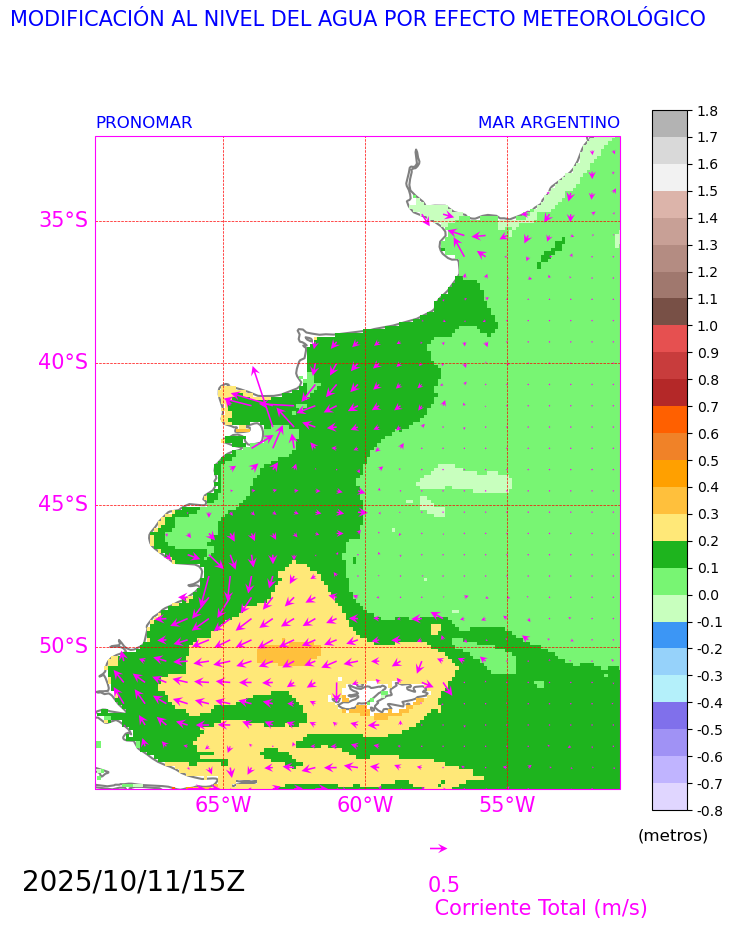 MODIFICACIÓN AL NIVEL DEL AGUA POR EFECTO METEOROLÓGICO
PRONOMAR MAR ARGENTINO
35°S
40°S
45°S
50°S
65°W 60°W 55°W
1.8
1.7
1.6
1.5
1.4
1.3
1.2
1.1
1.0
0.9
0.8
0.7
0.6
0.5
0.4
0.3
0.2
0.1
0.0
-0.1
-0.2
-0.3
-0.4
-0.5
-0.6
-0.7
-0.8
(metros)
2025/10/11/15Z
0.5
Corriente Total (m/s)